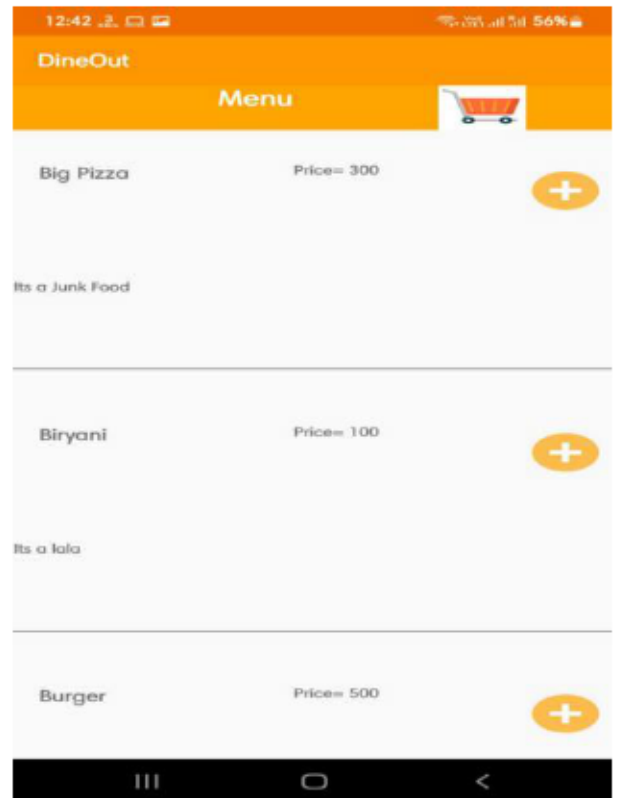 12:42
56%
DineOut
Menu
Big Pizza Price= 300
Its a Junk Food
Biryani Price= 100
Its a lala
Burger Price= 500